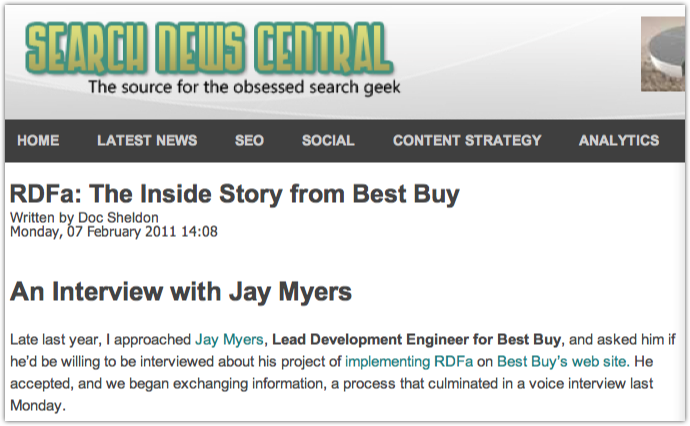 SEARCH NEWS CENTRAL
The source for the obsessed search geek
HOME LATEST NEWS SEO SOCIAL CONTENT STRATEGY ANALYTICS
RDFa: The Inside Story from Best Buy
Written by Doc Sheldon
Monday, 07 February 2011 14:08
An Interview with Jay Myers
Late last year, I approached Jay Myers, Lead Development Engineer for Best Buy, and asked him if
he'd be willing to be interviewed about his project of implementing RDFa on Best Buy's web site. He
accepted, and we began exchanging information, a process that culminated in a voice interview last
Monday.